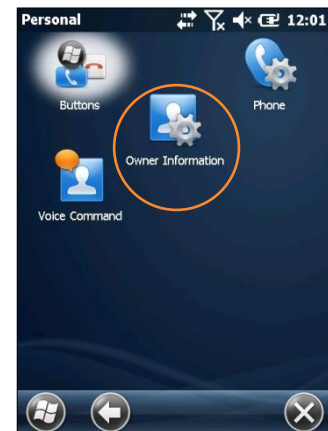 Personal 12:01
Buttons
Phone
Owner Information
Voice Command